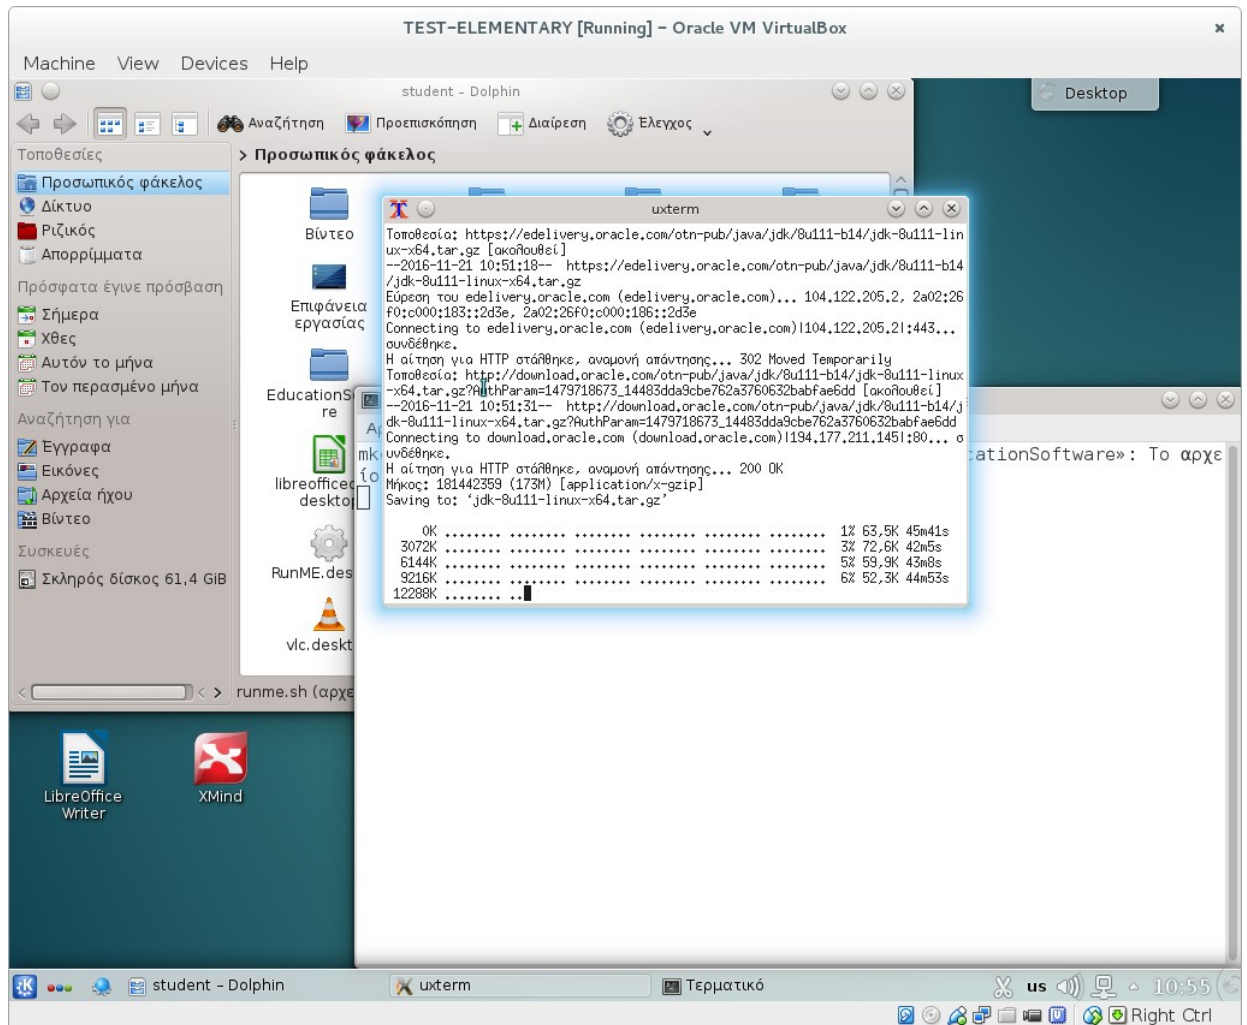 TEST-ELEMENTARY [Running] - Oracle VM VirtualBox
Machine View Devices Help
student - Dolphin
Desktop
Αναζήτηση Προεπισκόπηση Διαίρεση Έλεγχος
Τοποθεσίες
> Προσωπικός φάκελος
Προσωπικός φάκελος
Δίκτυο
Ριζικός
Απορρίμματα
Πρόσφατα έγινε πρόσβαση
Σήμερα
Χθες
Αυτόν το μήνα
Τον περασμένο μήνα
Αναζήτηση για
Έγγραφα
Εικόνες
Αρχεία ήχου
Βίντεο
Συσκευές
Σκληρός δίσκος 61,4 GiB
Βίντεο
Επιφάνεια
εργασίας
EducationS
re
libreoffice
deskto
RunME.des
vlc.deskt
runme.sh (αρχε
uxterm
Τοποθεσία: https://edelivery.oracle.com/otn-pub/java/jdk/8u111-b14/jdk-8u111-lin
ux-x64.tar.gz [ακολουθεί]
--2016-11-21 10:51:18-- https://edelivery.oracle.com/otn-pub/java/jdk/8u111-b14
/jdk-8u111-linux-x64.tar.gz
Εύρεση του edelivery.oracle.com (edelivery.oracle.com)... 104.122.205.2, 2a02:26
f0:c000:183::2d3e, 2a02:26f0:c000:186::2d3e
Connecting to edelivery.oracle.com (edelivery.oracle.com)|104.122.205.2|:443...
συνδέθηκε.
Η αίτηση για HTTP στάλθηκε, αναμονή απάντησης... 302 Moved Temporarily
Τοποθεσία: http://download.oracle.com/otn-pub/java/jdk/8u111-b14/jdk-8u111-linux
-x64.tar.gz?AuthParam=1479718673_14483dda9cbe762a3760632babfae6dd [ακολουθεί]
--2016-11-21 10:51:31-- http://download.oracle.com/otn-pub/java/jdk/8u111-b14/j
dk-8u111-linux-x64.tar.gz?AuthParam=1479718673_14483dda9cbe762a3760632babfae6dd
Connecting to download.oracle.com (download.oracle.com)|194.177.211.145|:80... σ
υνδέθηκε.
Η αίτηση για HTTP στάλθηκε, αναμονή απάντησης... 200 OK
Μήκος: 181442359 (173M) [application/x-gzip]
Saving to: ‘jdk-8u111-linux-x64.tar.gz’
0K ........ ........ ........ ........ ........ ........ 1% 63,5K 45m41s
3072K ........ ........ ........ ........ ........ ........ 3% 72,6K 42m5s
6144K ........ ........ ........ ........ ........ ........ 5% 59,9K 43m8s
9216K ........ ........ ........ ........ ........ ........ 6% 52,3K 44m53s
12288K ........ ..
cationSoftware»: Το αρχε
ίο
LibreOffice
Writer
XMind
student - Dolphin
uxterm
Τερματικό
us
10:55
Right Ctrl